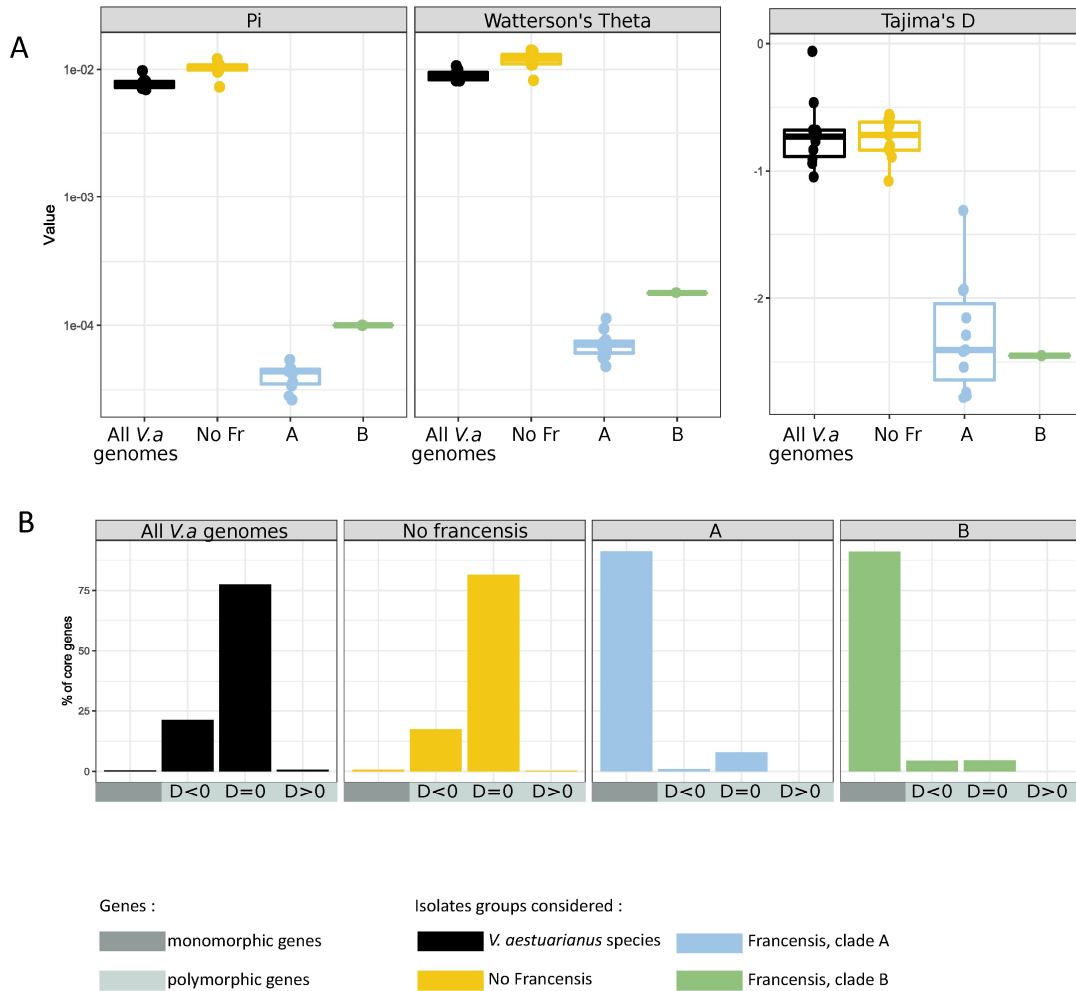 A
Pi
Watterson's Theta
Tajima's D
Value
1e-02
1e-03
1e-04
0
-1
-2
All V.a genomes
No Fr
A
B
All V.a genomes
No Fr
A
B
All V.a genomes
No Fr
A
B
B
All V.a genomes
No francensis
A
B
% of core genes
75
50
25
0
D<0 D=0 D>0
D<0 D=0 D>0
D<0 D=0 D>0
D<0 D=0 D>0
Genes :
monomorphic genes
polymorphic genes
Isolates groups considered :
V. aestuarianus species
No Francensis
Francensis, clade A
Francensis, clade B